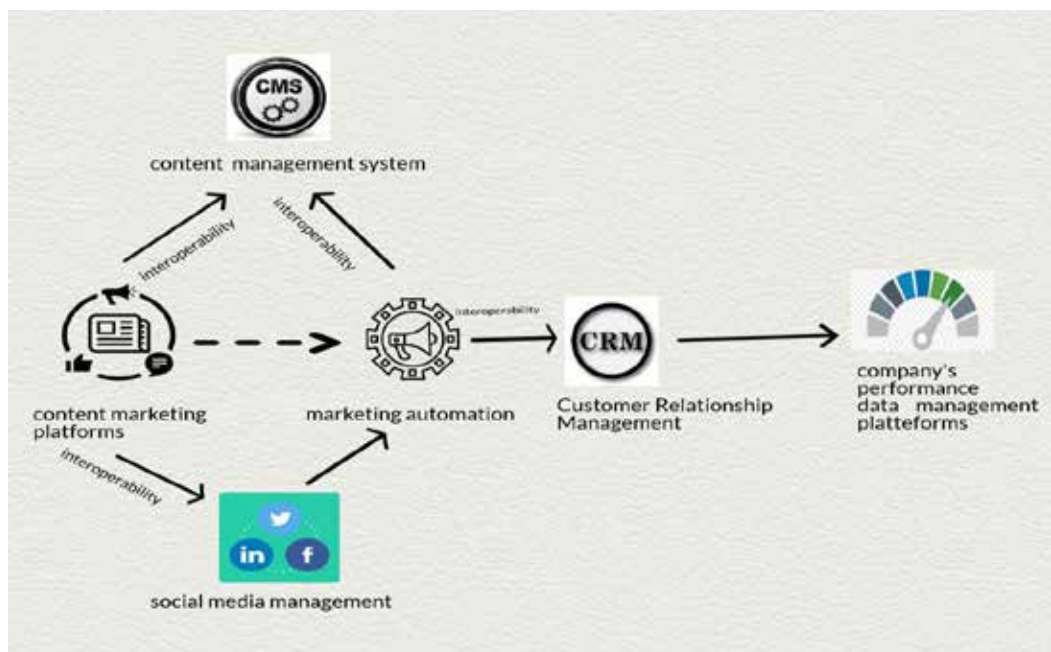 CMS
content management system
interoperability
interoperability
interoperability
CRM
content marketing
platforms
marketing automation
Customer Relationship
Management
company's
performance
data management
platteforms
interoperability
in
f
social media management